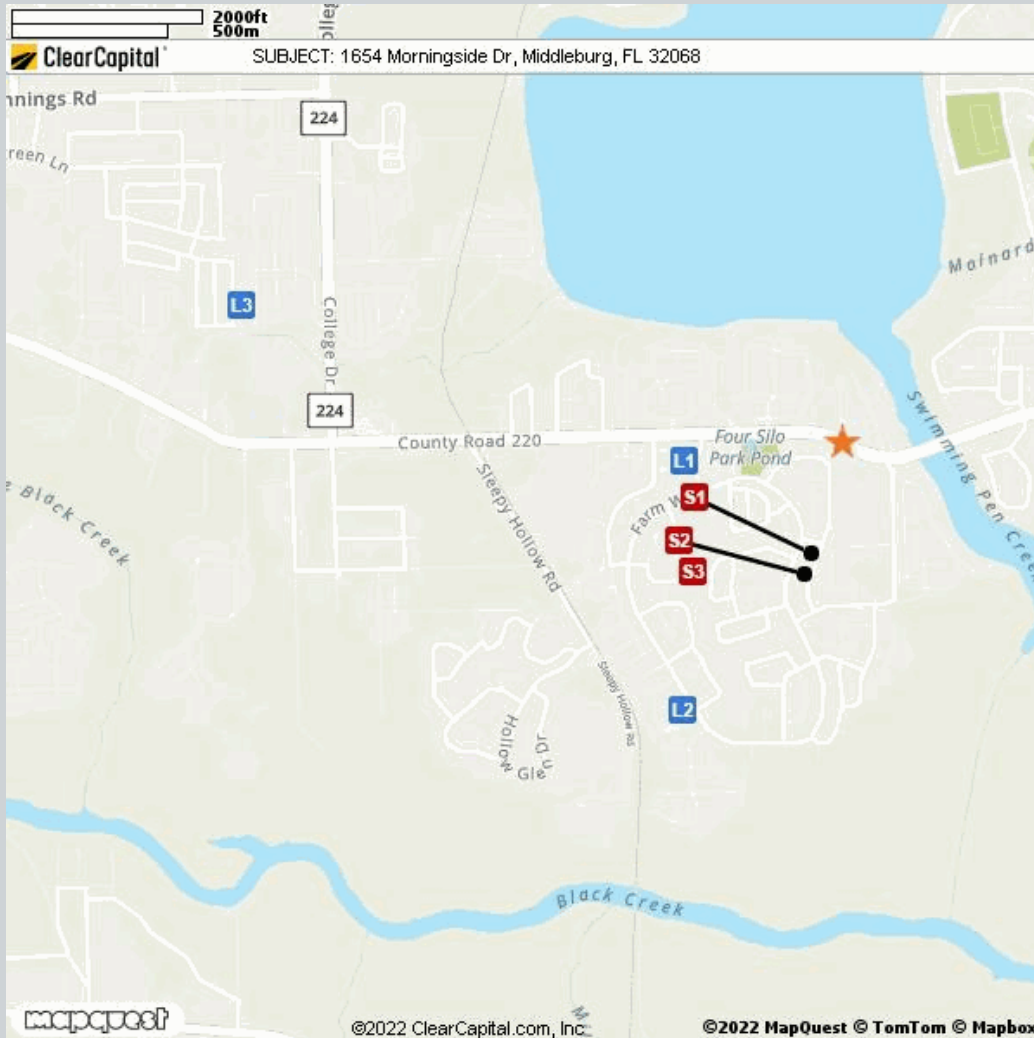 2000ft
500m
ClearCapital
SUBJECT: 1654 Morningside Dr, Middleburg, FL 32068
nnings Rd
224
reen Ln
Mainard
L3
College Dr
224
County Road 220
Four Silo
Park Pond
L1
S1
Farm W
S2
S3
Swimming Pen Creek
e Black Creek
Sleepy Hollow Rd
Sleepy Hollow Rd
L2
Hollow
Gle
n Dr
Black Creek
mapquest
©2022 ClearCapital.com, Inc
©2022 MapQuest © TomTom © Mapbox